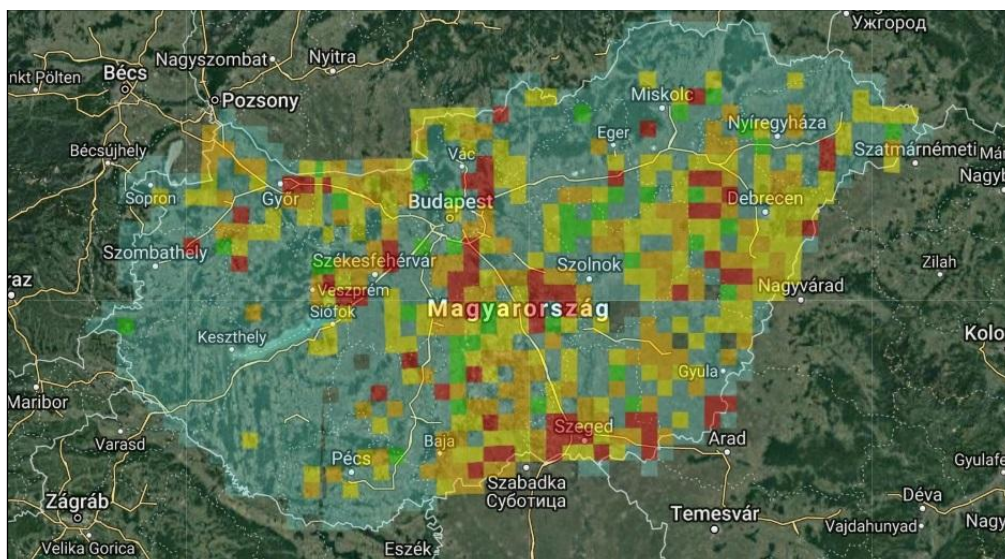 Ужгород
Nagyszombat
Nyitra
nkt Pölten
Bécs
Miskolc
Pozsony
Nyíregyháza
Eger
Bécsújhely
Vác
Szatmárnémeti
Már
Nagyb
Sopron
Győr
Budapest
Debrecen
Szombathely
raz
Székesfehérvár
Szolnok
Zilah
Veszprém
Nagyvárad
Magyarország
Siófok
Keszthely
Kolo
Gyula
Maribor
Varasd
Szeged
Baja
Arad
Pécs
Gyulafe
Szabadka
Суботица
Zágráb
Déva
Temesvár
Vajdahunyad
Nagy
Velika Gorica
Eszék